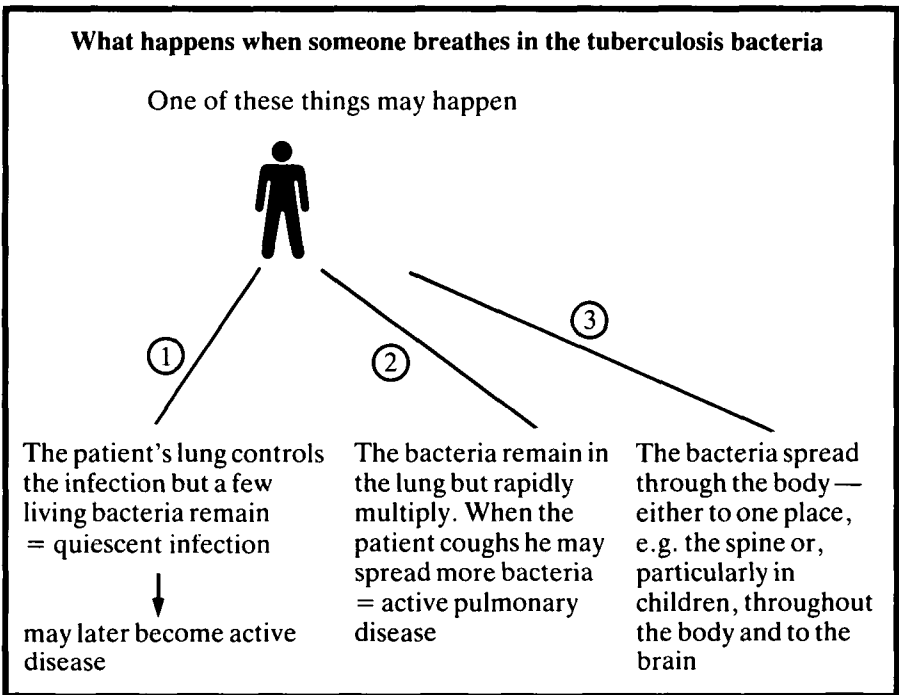 What happens when someone breathes in the tuberculosis bacteria
One of these things may happen
1
2
3
The patient's lung controls
the infection but a few
living bacteria remain
= quiescent infection
may later become active
disease
The bacteria remain in
the lung but rapidly
multiply. When the
patient coughs he may
spread more bacteria
= active pulmonary
disease
The bacteria spread
through the body —
either to one place,
e.g. the spine or,
particularly in
children, throughout
the body and to the
brain